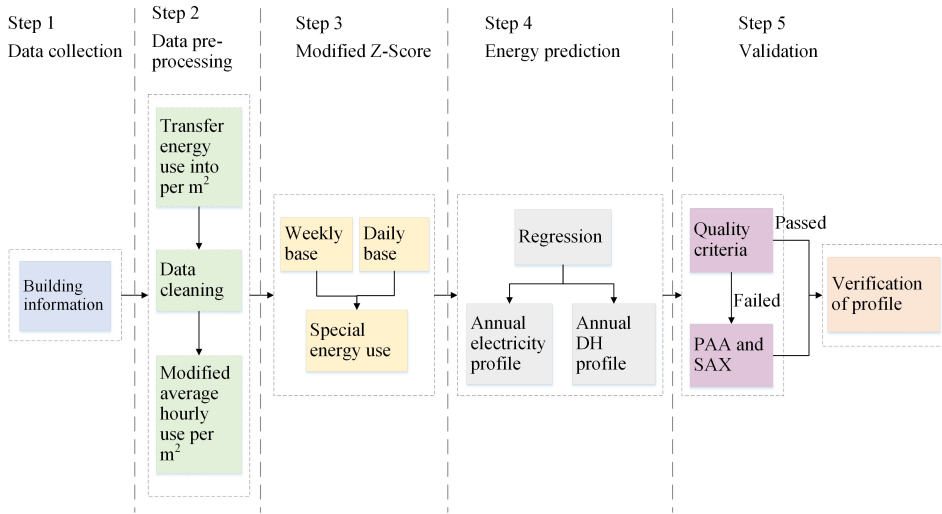 Step 1
Data collection
Step 2
Data pre-
processing
Step 3
Modified Z-Score
Step 4
Energy prediction
Step 5
Validation
Building
information
Transfer
energy
use into
per m²
Data
cleaning
Modified
average
hourly
use per
m²
Weekly
base
Daily
base
Special
energy use
Regression
Annual
electricity
profile
Annual
DH
profile
Quality
criteria
Passed
Failed
PAA and
SAX
Verification
of profile